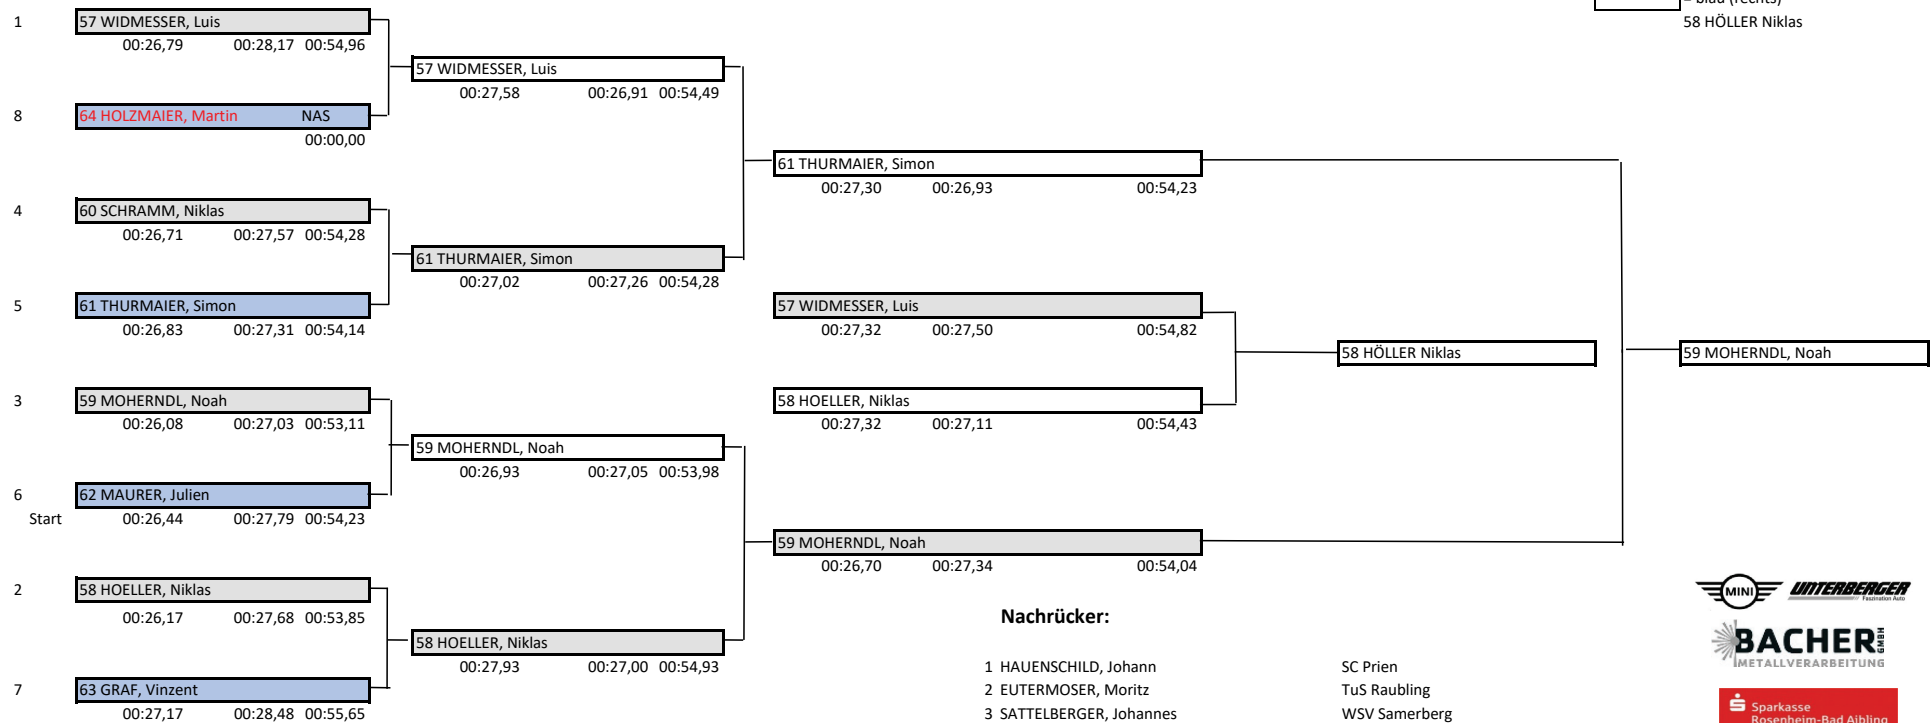 = blau (rechts)
58 HÖLLER Niklas
1 57 WIDMESSER, Luis
00:26,79 00:28,17 00:54,96
57 WIDMESSER, Luis
00:27,58 00:26,91 00:54,49
8 64 HOLZMAIER, Martin NAS
00:00,00
61 THURMAIER, Simon
00:27,30 00:26,93 00:54,23
4 60 SCHRAMM, Niklas
00:26,71 00:27,57 00:54,28
61 THURMAIER, Simon
00:27,02 00:27,26 00:54,28
5 61 THURMAIER, Simon
00:26,83 00:27,31 00:54,14
57 WIDMESSER, Luis
00:27,32 00:27,50 00:54,82
58 HÖLLER Niklas
59 MOHERNDL, Noah
3 59 MOHERNDL, Noah
00:26,08 00:27,03 00:53,11
58 HOELLER, Niklas
00:27,32 00:27,11 00:54,43
59 MOHERNDL, Noah
00:26,93 00:27,05 00:53,98
6 62 MAURER, Julien
Start 00:26,44 00:27,79 00:54,23
59 MOHERNDL, Noah
00:26,70 00:27,34 00:54,04
2 58 HOELLER, Niklas
00:26,17 00:27,68 00:53,85
58 HOELLER, Niklas
00:27,93 00:27,00 00:54,93
7 63 GRAF, Vinzent
00:27,17 00:28,48 00:55,65
Nachrücker:
1 HAUENSCHILD, Johann SC Prien
2 EUTERMOSER, Moritz TuS Raubling
3 SATTELBERGER, Johannes WSV Samerberg
MINI UNTERBERGER
Faszination Auto
BACHER GMBH
METALLVERARBEITUNG
Sparkasse
Rosenheim-Bad Aibling